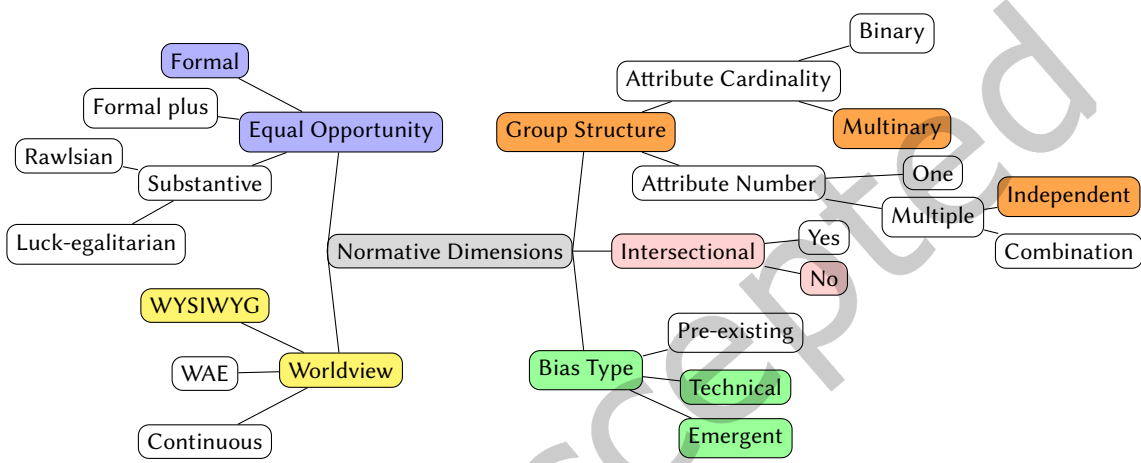 Binary
Formal
Attribute Cardinality
Formal plus
Equal Opportunity
Group Structure
Multinary
Rawlsian
Substantive
Attribute Number
One
Independent
Multiple
Luck-egalitarian
Normative Dimensions
Intersectional
Yes
Combination
No
WYSIWYG
Pre-existing
WAE
Worldview
Bias Type
Technical
Continuous
Emergent
cepted